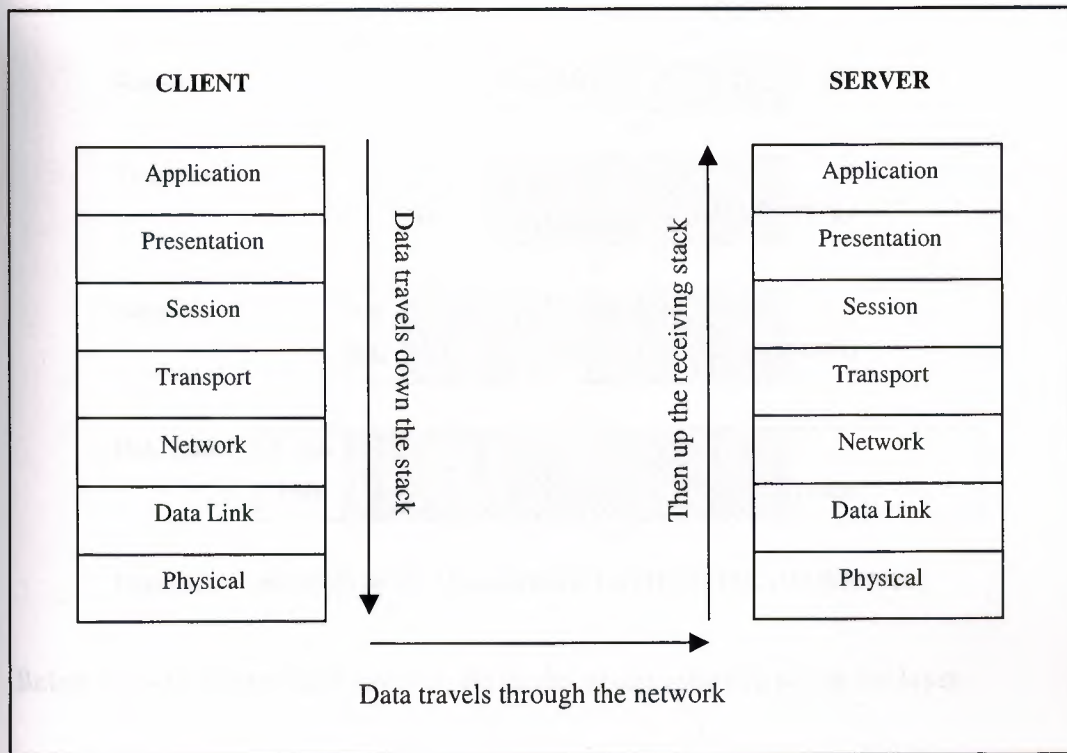 CLIENT
Application
Presentation
Session
Transport
Network
Data Link
Physical
Data travels down the stack
Data travels through the network
Then up the receiving stack
SERVER
Application
Presentation
Session
Transport
Network
Data Link
Physical